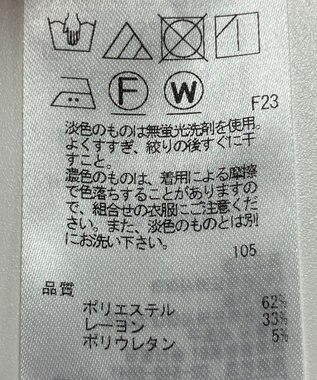 F
W
F23
淡色のものは無蛍光洗剤を使用。
よくすすぎ、絞りの後すぐに干
すこと。
濃色のものは、着用による摩擦
で色落ちすることがありますの
で、組合せの衣服にご注意くだ
さい。また、淡色のものとは別
にお洗い下さい。
105
品質
ポリエステル 62%
レーヨン 33%
ポリウレタン 5%